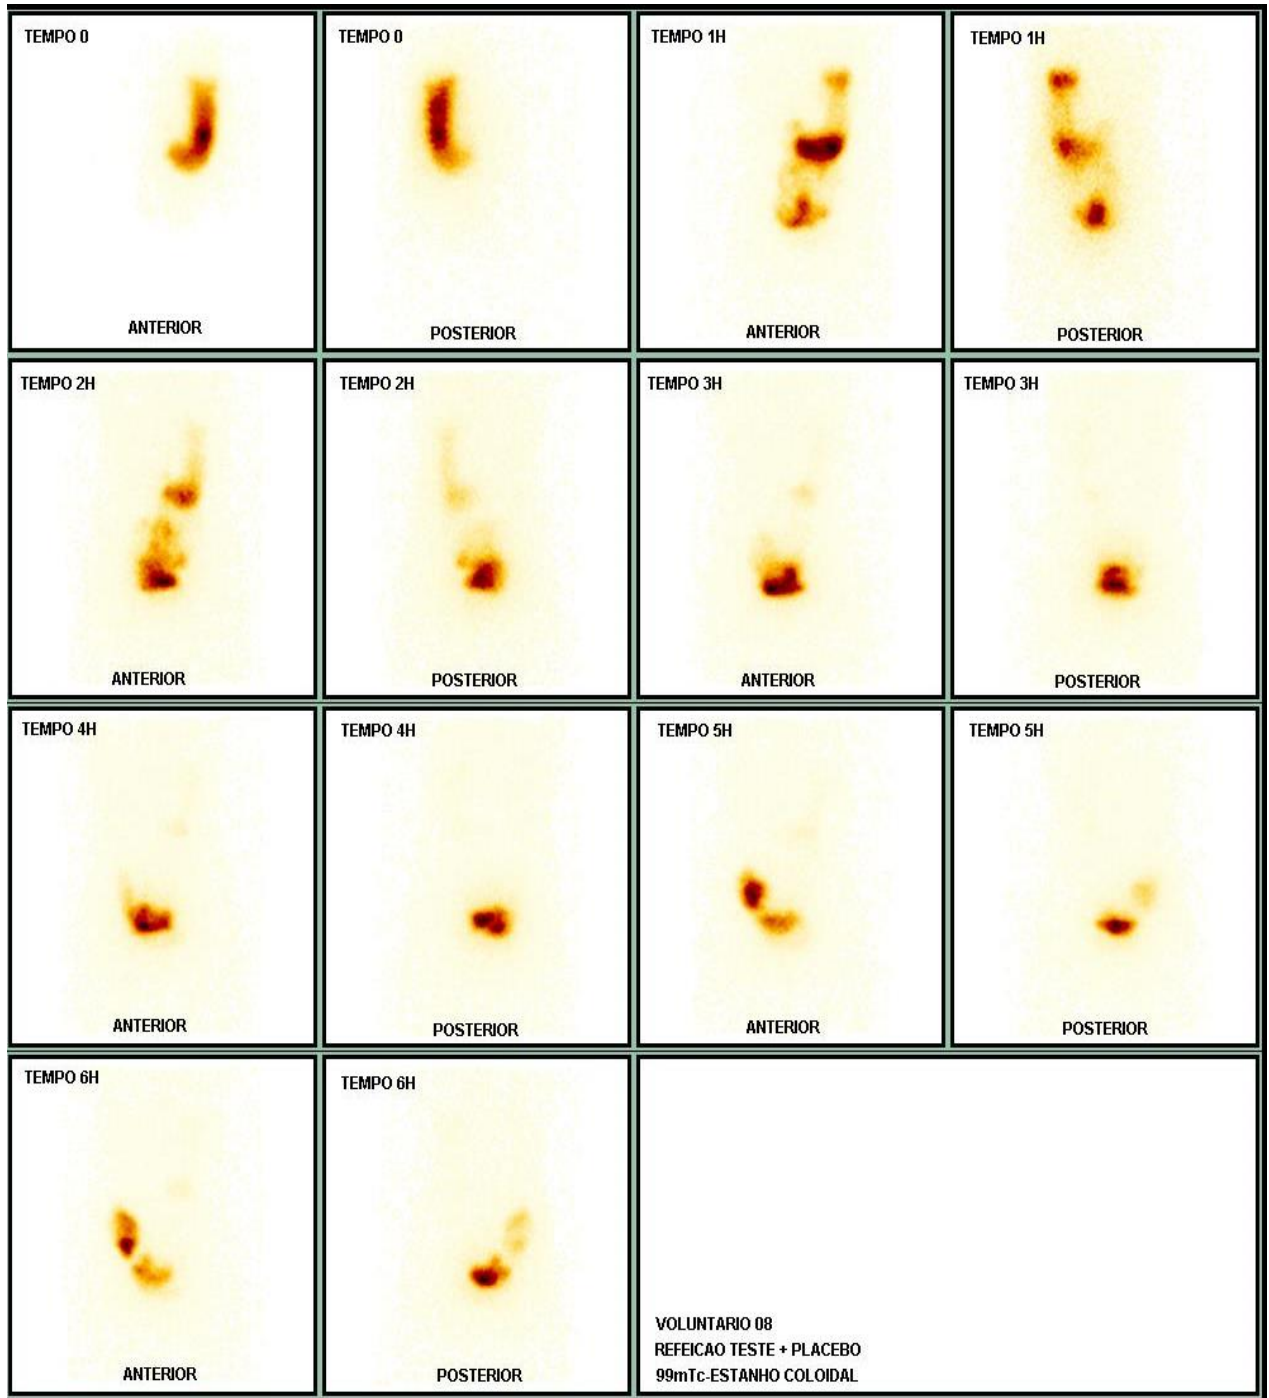 TEMPO 0
ANTERIOR
TEMPO 0
POSTERIOR
TEMPO 1H
ANTERIOR
TEMPO 1H
POSTERIOR
TEMPO 2H
ANTERIOR
TEMPO 2H
POSTERIOR
TEMPO 3H
ANTERIOR
TEMPO 3H
POSTERIOR
TEMPO 4H
ANTERIOR
TEMPO 4H
POSTERIOR
TEMPO 5H
ANTERIOR
TEMPO 5H
POSTERIOR
TEMPO 6H
ANTERIOR
TEMPO 6H
POSTERIOR
VOLUNTARIO 08
REFEICAO TESTE + PLACEBO
99mTc-ESTANHO COLOIDAL